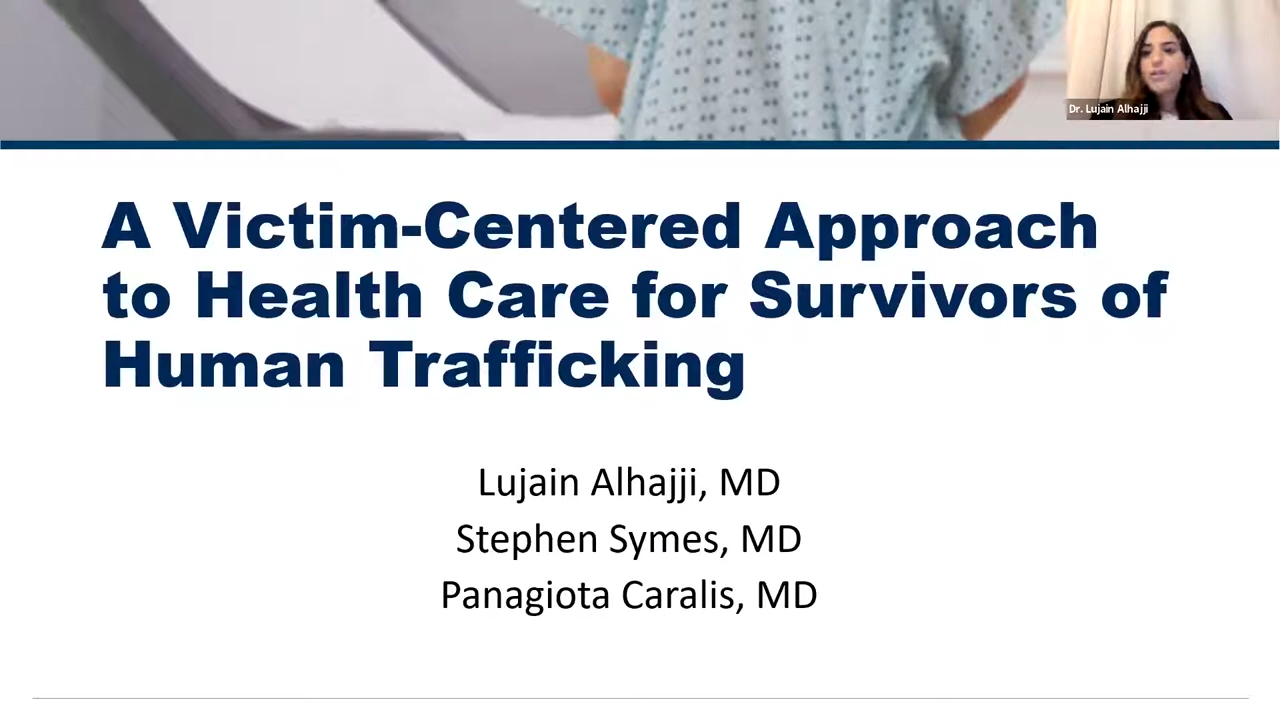 Dr. Lujain Alhajji
A Victim-Centered Approach
to Health Care for Survivors of
Human Trafficking
Lujain Alhajji, MD
Stephen Symes, MD
Panagiota Caralis, MD